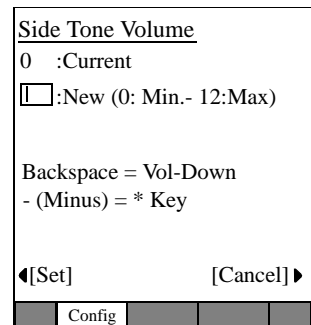 Side Tone Volume
0 :Current
:New (0: Min.- 12:Max)
Backspace = Vol-Down
- (Minus) = * Key
[Set] [Cancel]
Config